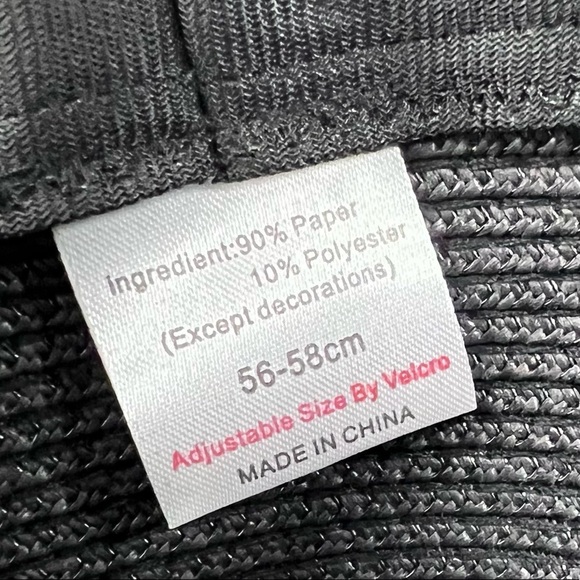 ingredient:90% Paper
10% Polyester
(Except decorations)
56-58cm
Adjustable Size By Velcro
MADE IN CHINA